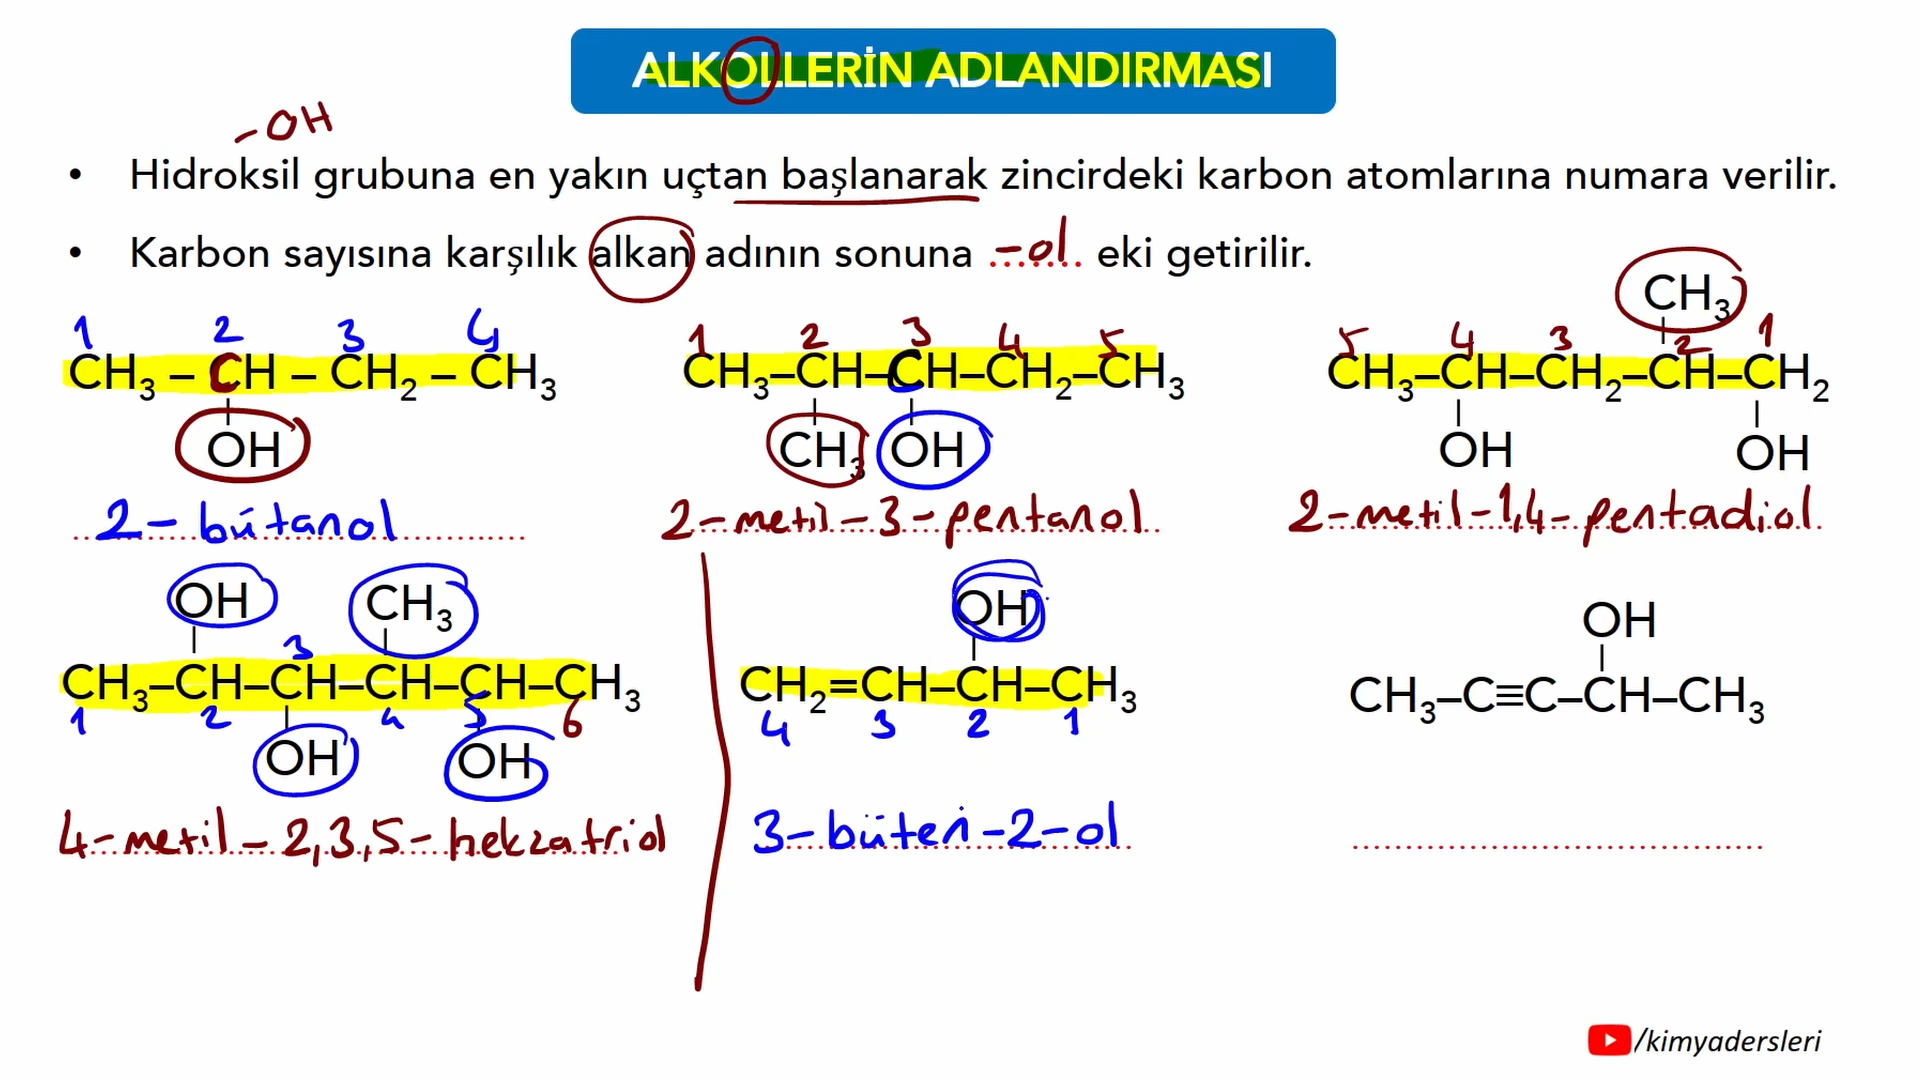 ALKOLLERİN ADLANDIRMASI
-OH
• Hidroksil grubuna en yakın uçtan başlanarak zincirdeki karbon atomlarına numara verilir.
• Karbon sayısına karşılık alkan adının sonuna -ol eki getirilir.
1 2 3 4
CH₃ – CH – CH₂ – CH₃
OH
2-bütanol
1 2 3 4 5
CH₃–CH–CH–CH₂–CH₃
CH₃ OH
2-metil-3-pentanol
CH₃
5 4 3 2 1
CH₃–CH–CH₂–CH–CH₂
OH OH
2-metil-1,4-pentadiol
OH CH₃
3
CH₃–CH–CH–CH–CH–CH₃
1 2 4 5 6
OH OH
4-metil-2,3,5-hekzatriol
OH
CH₂=CH–CH–CH₃
4 3 2 1
3-büten-2-ol
OH
CH₃–C≡C–CH–CH₃
/kimyadersleri